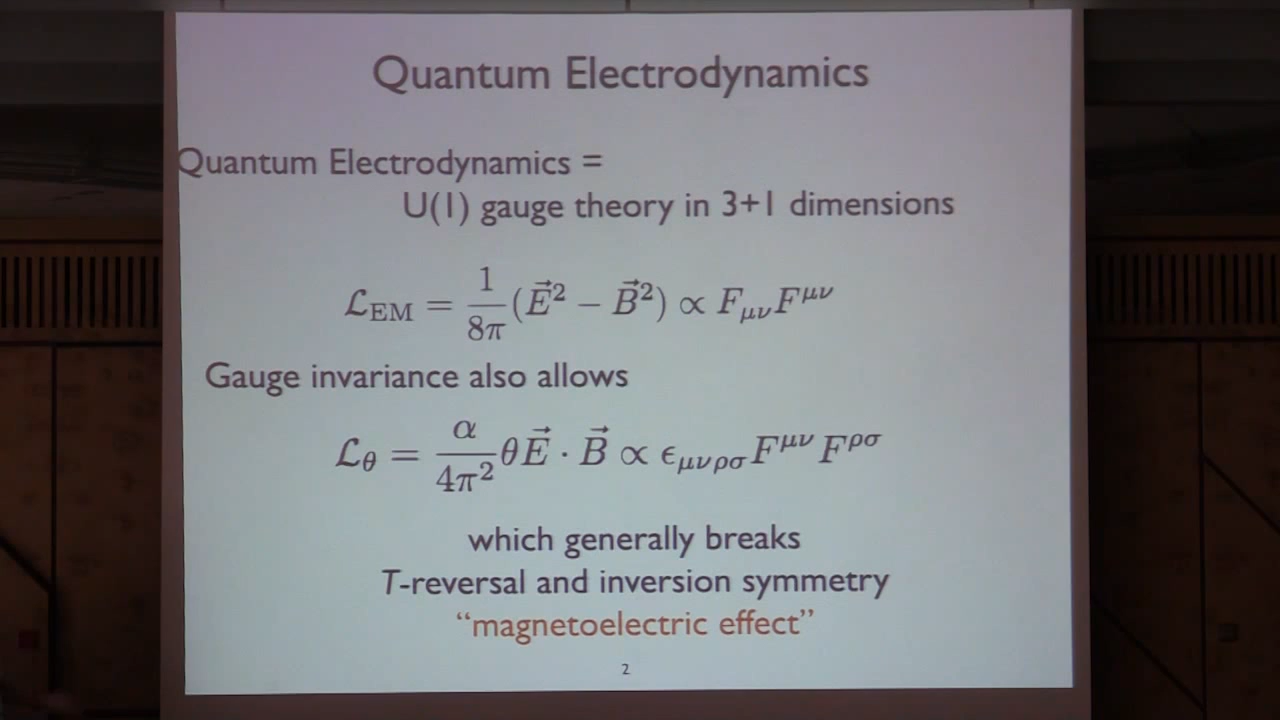 Quantum Electrodynamics
Quantum Electrodynamics =
U(1) gauge theory in 3+1 dimensions
ℒ_EM = 1/8π (E⃗² − B⃗²) ∝ F_μν F^μν
Gauge invariance also allows
ℒ_θ = α/4π² θE⃗ · B⃗ ∝ ϵ_μνρσ F^μν F^ρσ
which generally breaks
T-reversal and inversion symmetry
“magnetoelectric effect”
2